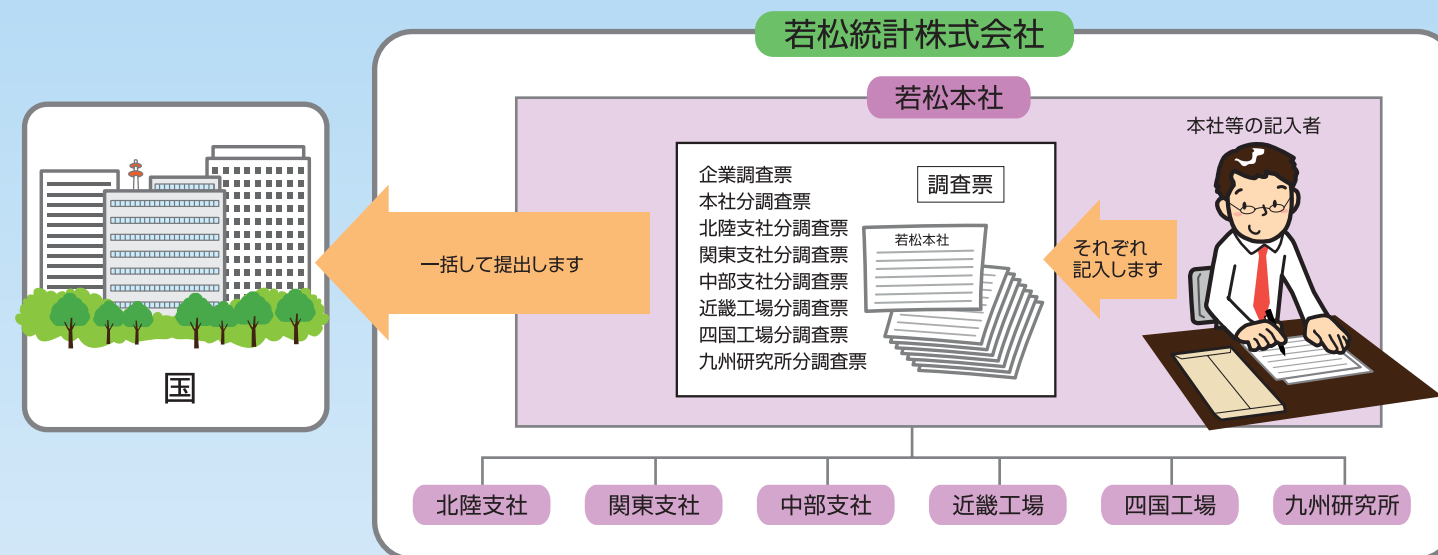 若松統計株式会社
若松本社
本社等の記入者
企業調査票
本社分調査票
北陸支社分調査票
関東支社分調査票
中部支社分調査票
近畿工場分調査票
四国工場分調査票
九州研究所分調査票
調査票
若松本社
それぞれ
記入します
一括して提出します
国
北陸支社
関東支社
中部支社
近畿工場
四国工場
九州研究所